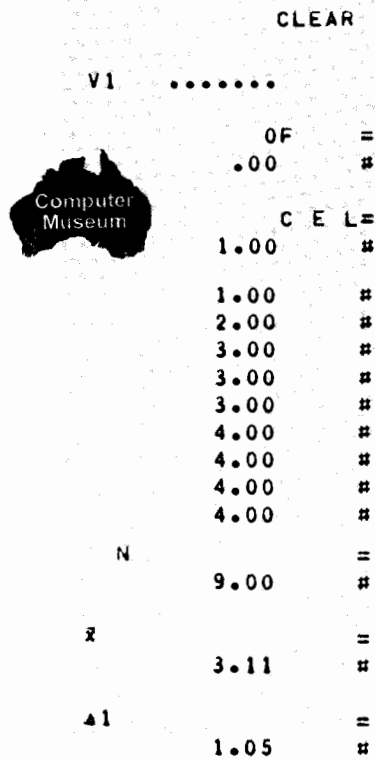 CLEAR
V1 .......
OF =
.00 #
Computer
Museum
C E L=
1.00 #
1.00 #
2.00 #
3.00 #
3.00 #
3.00 #
4.00 #
4.00 #
4.00 #
4.00 #
N =
9.00 #
x̄ =
3.11 #
▲1 =
1.05 #